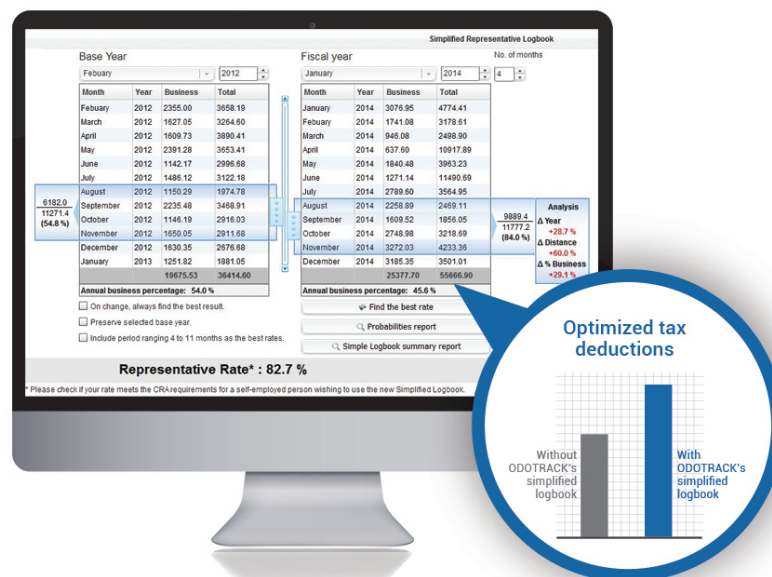 Simplified Representative Logbook
Base Year
Febuary 2012
Month Year Business Total
Febuary 2012 2355.00 3658.19
March 2012 1627.05 3264.60
April 2012 1609.73 3890.41
May 2012 2391.28 3653.41
June 2012 1142.17 2996.68
July 2012 1486.12 3122.18
August 2012 1150.29 1974.78
September 2012 2235.48 3468.91
October 2012 1146.19 2916.03
November 2012 1650.05 2911.68
December 2012 1630.35 2676.68
January 2013 1251.82 1881.05
19675.53 36414.60
Annual business percentage: 54.0 %
6182.0
11271.4
(54.8 %)
On change, always find the best result.
Preserve selected base year.
Include period ranging 4 to 11 months as the best rates.
Fiscal year
No. of months
January 2014 4
Month Year Business Total
January 2014 3076.95 4774.41
Febuary 2014 1741.08 3178.61
March 2014 946.08 2498.90
April 2014 637.60 10917.89
May 2014 1840.48 3963.23
June 2014 1271.14 11490.69
July 2014 2789.60 3564.95
August 2014 2258.89 2469.11
September 2014 1609.52 1856.05
October 2014 2748.98 3218.69
November 2014 3272.03 4233.36
December 2014 3185.35 3501.01
25377.70 55666.90
Annual business percentage: 45.6 %
9889.4
11777.2
(84.0 %)
Analysis
Δ Year
+28.7 %
Δ Distance
+60.0 %
Δ % Business
+29.1 %
Find the best rate
Probabilities report
Simple Logbook summary report
Representative Rate* : 82.7 %
* Please check if your rate meets the CRA requirements for a self-employed person wishing to use the new Simplified Logbook.
Optimized tax
deductions
Without
ODOTRACK's
simplified
logbook
With
ODOTRACK's
simplified
logbook